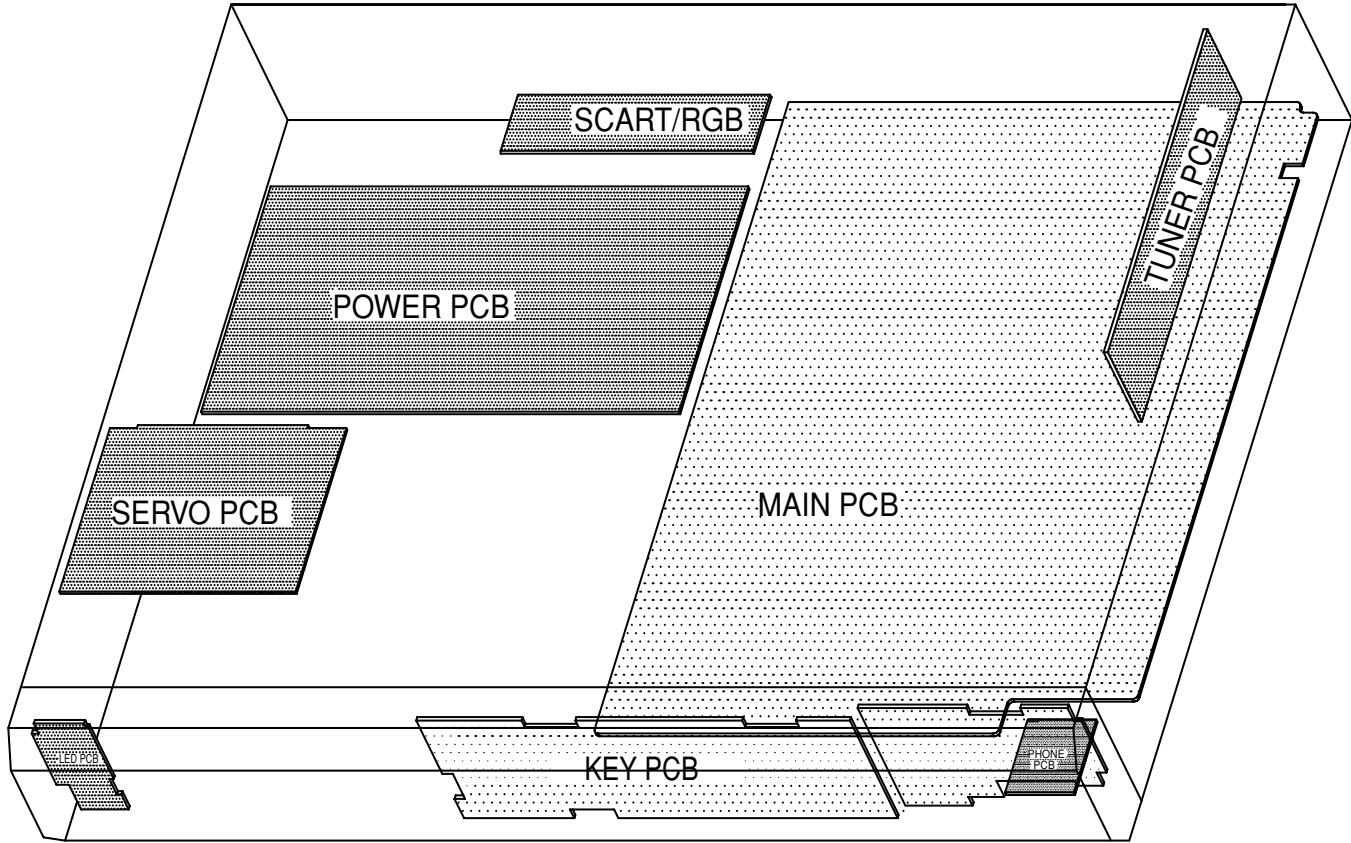 SCART/RGB
TUNER PCB
POWER PCB
SERVO PCB
MAIN PCB
LED PCB
KEY PCB
PHONE
PCB